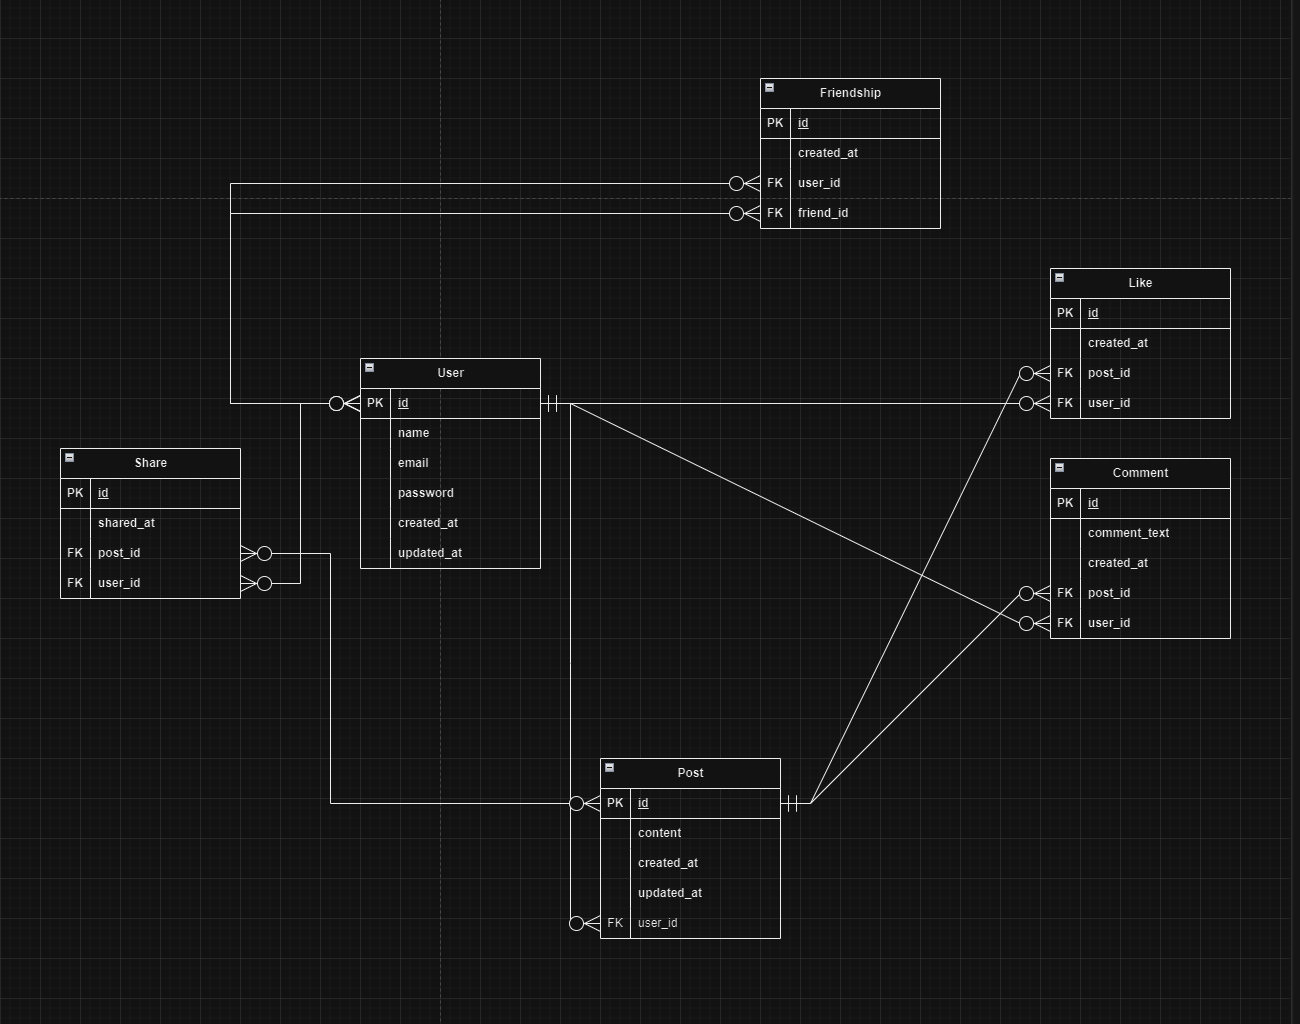 Friendship
PK id
created_at
FK user_id
FK friend_id
Like
PK id
created_at
FK post_id
FK user_id
User
PK id
name
email
password
created_at
updated_at
Share
PK id
shared_at
FK post_id
FK user_id
Comment
PK id
comment_text
created_at
FK post_id
FK user_id
Post
PK id
content
created_at
updated_at
FK user_id